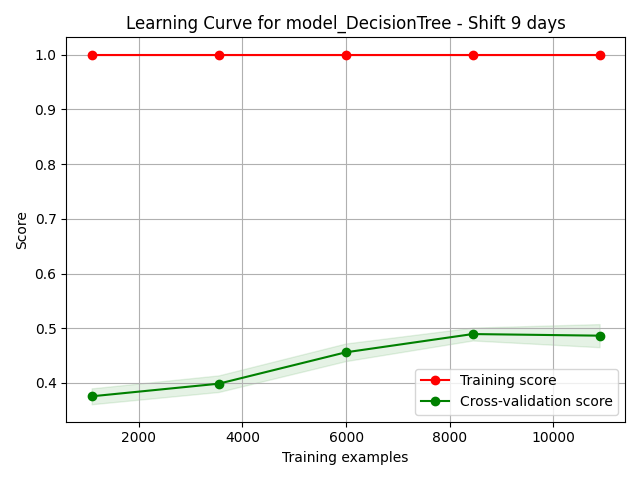 Learning Curve for model_DecisionTree - Shift 9 days
1.0
0.9
0.8
0.7
0.6
0.5
0.4
Score
2000 4000 6000 8000 10000
Training examples
Training score
Cross-validation score